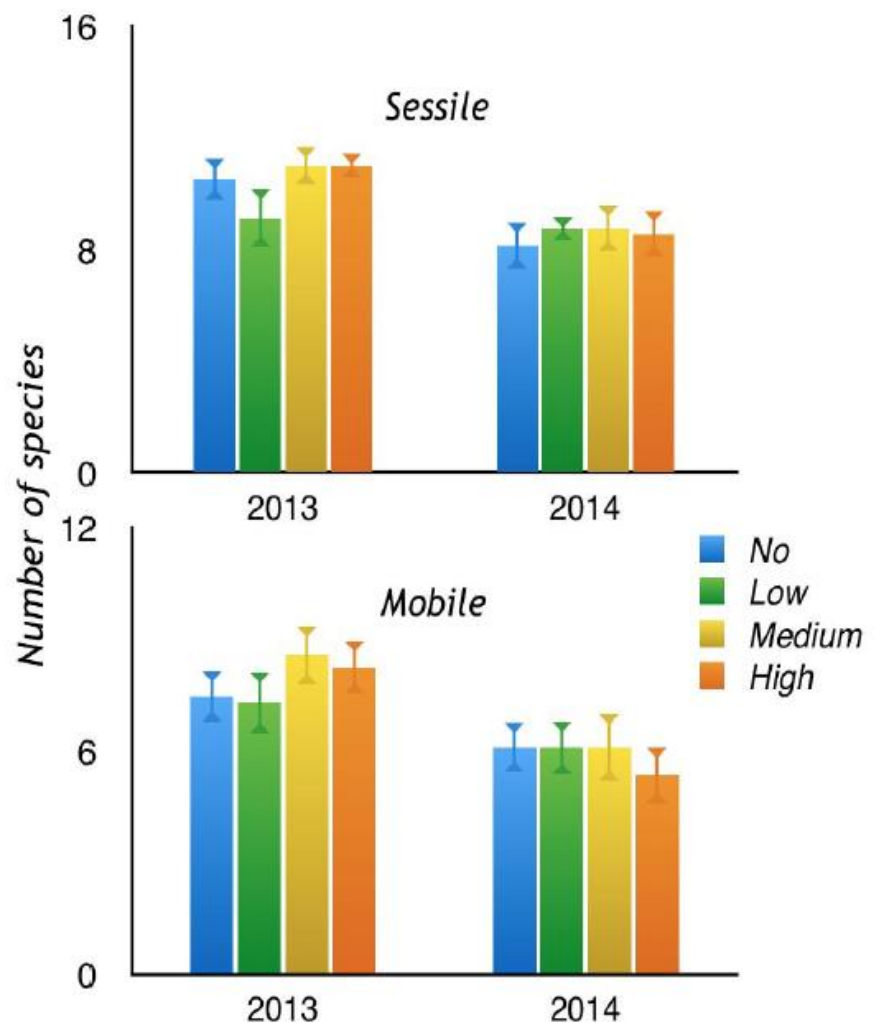 16
Sessile
8
0
2013 2014
Number of species
12
Mobile
6
0
2013 2014
No
Low
Medium
High